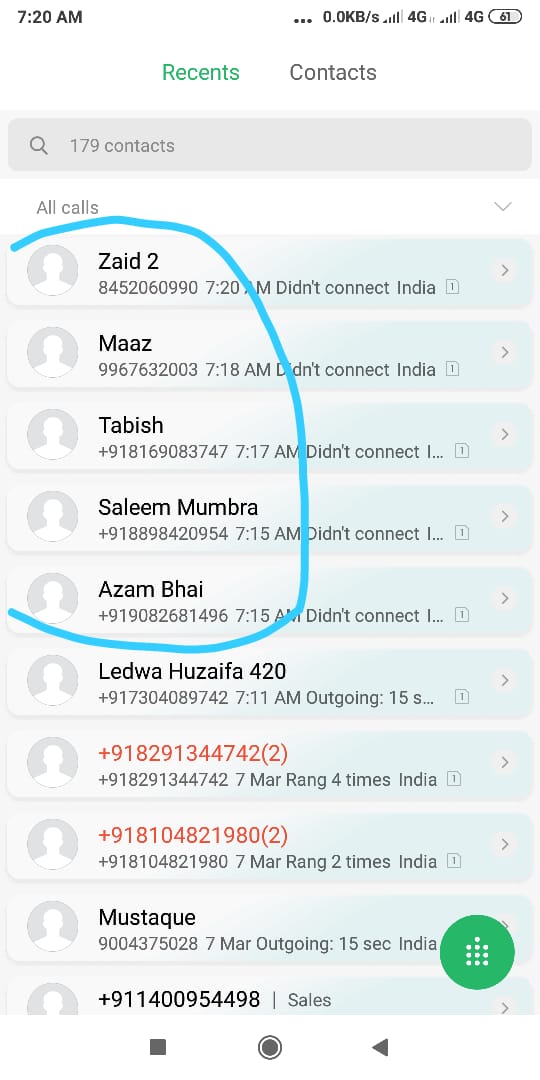 7:20 AM ... 0.0KB/s 4G 4G 61
Recents Contacts
179 contacts
All calls
Zaid 2
8452060990 7:20 AM Didn't connect India 1
Maaz
9967632003 7:18 AM Didn't connect India 1
Tabish
+918169083747 7:17 AM Didn't connect I... 1
Saleem Mumbra
+918898420954 7:15 AM Didn't connect I... 1
Azam Bhai
+919082681496 7:15 AM Didn't connect I... 1
Ledwa Huzaifa 420
+917304089742 7:11 AM Outgoing: 15 s... 1
+918291344742(2)
+918291344742 7 Mar Rang 4 times India 1
+918104821980(2)
+918104821980 7 Mar Rang 2 times India 1
Mustaque
9004375028 7 Mar Outgoing: 15 sec India
+911400954498 | Sales